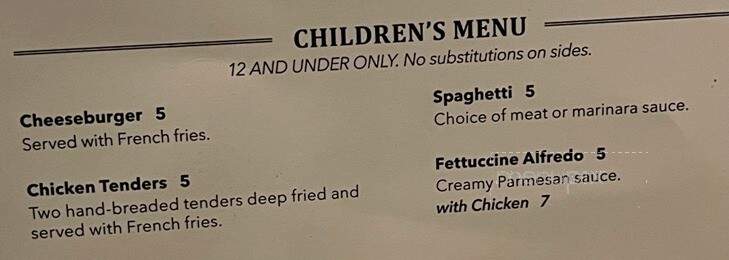 CHILDREN'S MENU
12 AND UNDER ONLY. No substitutions on sides.
Cheeseburger 5
Served with French fries.
Chicken Tenders 5
Two hand-breaded tenders deep fried and
served with French fries.
Spaghetti 5
Choice of meat or marinara sauce.
Fettuccine Alfredo 5
Creamy Parmesan sauce.
with Chicken 7